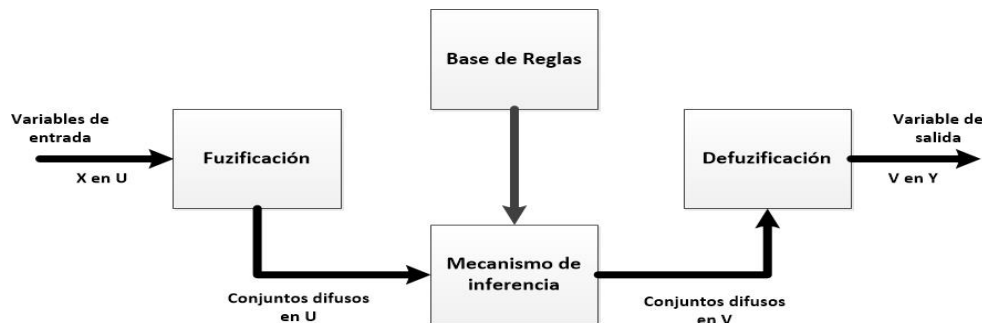 Base de Reglas
Variables de
entrada
X en U
Fuzificación
Defuzificación
Variable de
salida
V en Y
Mecanismo de
inferencia
Conjuntos difusos
en U
Conjuntos difusos
en V